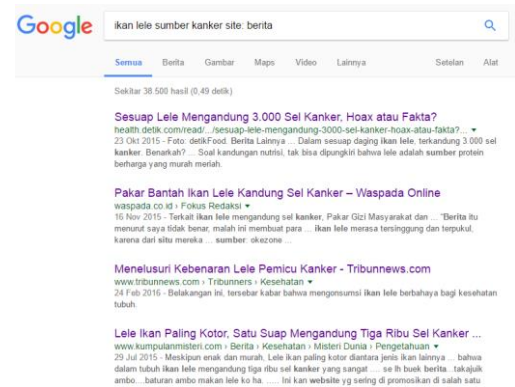 Google ikan lele sumber kanker site: berita
Semua Berita Gambar Maps Video Lainnya Setelan Alat
Sekitar 38.500 hasil (0,49 detik)
Sesuap Lele Mengandung 3.000 Sel Kanker, Hoax atau Fakta?
health.detik.com/read/.../sesuap-lele-mengandung-3000-sel-kanker-hoax-atau-fakta?... ▼
23 Okt 2015 - Foto: detikFood. Berita Lainnya ... Dalam sesuap daging ikan lele, terkandung 3.000 sel
kanker. Benarkah? ... Soal kandungan nutrisi, tak bisa dipungkiri bahwa lele adalah sumber protein
berharga yang murah meriah.
Pakar Bantah Ikan Lele Kandung Sel Kanker – Waspada Online
waspada.co.id › Fokus Redaksi ▼
16 Nov 2015 - Terkait ikan lele mengandung sel kanker, Pakar Gizi Masyarakat dan ... "Berita itu
menurut saya tidak benar, malah ini membuat para ... ikan lele merasa tersinggung dan terpukul,
karena dari situ mereka ... sumber: okezone ...
Menelusuri Kebenaran Lele Pemicu Kanker - Tribunnews.com
www.tribunnews.com › Tribunners › Kesehatan ▼
24 Feb 2016 - Belakangan ini, tersebar kabar bahwa mengonsumsi ikan lele berbahaya bagi kesehatan
tubuh.
Lele Ikan Paling Kotor, Satu Suap Mengandung Tiga Ribu Sel Kanker ...
www.kumpulanmisteri.com › Berita › Kesehatan › Misteri Dunia › Pengetahuan ▼
29 Jul 2015 - Meskipun enak dan murah, Lele ikan paling kotor diantara jenis ikan lainnya ... bahwa
dalam tubuh ikan lele mengandung tiga ribu sel kanker yang sangat .... se lh buek berita...takajuik
ambo....baturan ambo makan lele ko ha. ..... Ini kan website yg sering di promosikan di salah satu